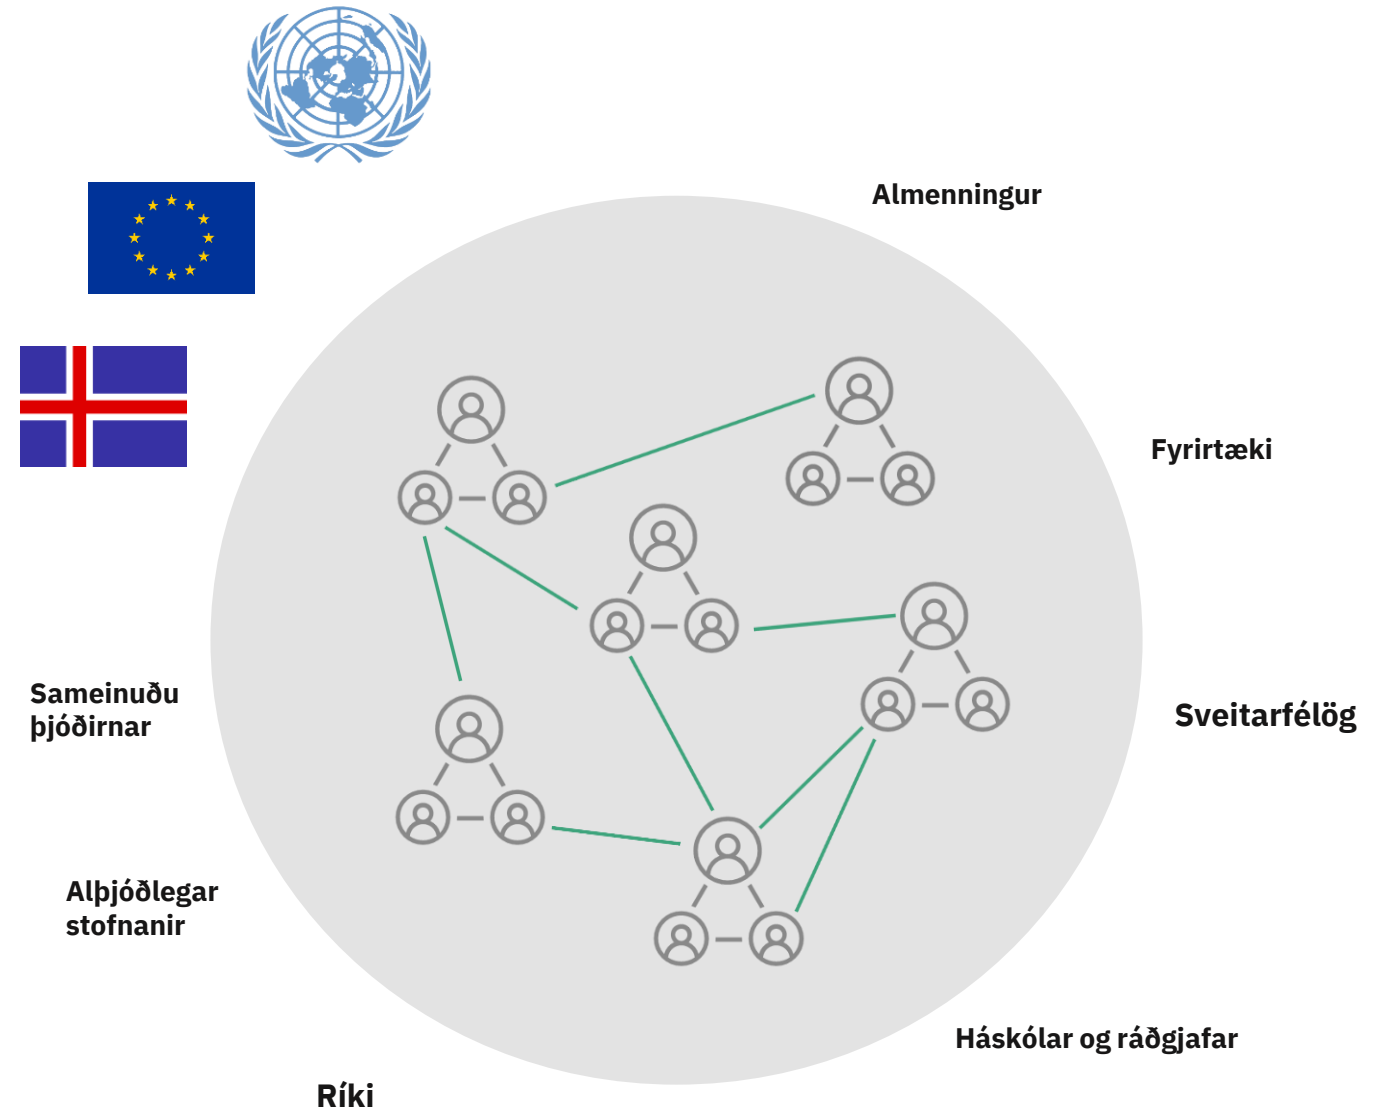 Almenningur
Fyrirtæki
Sameinuðu
þjóðirnar
Sveitarfélög
Alþjóðlegar
stofnanir
Háskólar og ráðgjafar
Ríki